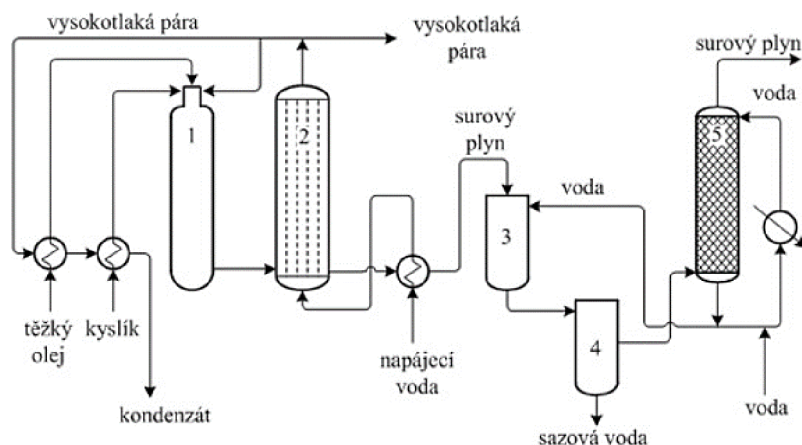 vysokotlaká pára
vysokotlaká
pára
surový plyn
voda
1
2
5
surový
plyn
voda
3
těžký
olej
kyslík
napájecí
voda
4
kondenzát
sazová voda
voda